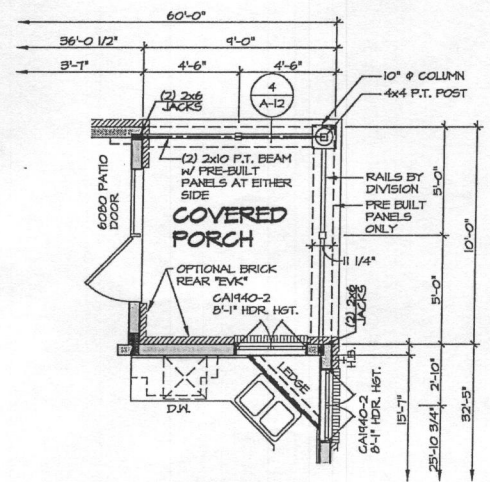 60'-0"
36'-0 1/2" 9'-0"
3'-7" 4'-6" 4'-6"
4
A-12
(2) 2x6
JACKS
10" Φ COLUMN
4x4 P.T. POST
(2) 2x10 P.T. BEAM
W/ PRE-BUILT
PANELS AT EITHER
SIDE
6080 PATIO
DOOR
RAILS BY
DIVISION
PRE BUILT
PANELS
ONLY
5'-0"
10'-0"
COVERED
PORCH
11 1/4"
5'-0"
OPTIONAL BRICK
REAR "EVK"
CA1940-2
8'-1" HDR. HGT.
(2) 2x6
JACKS
H.B.
LEDGE
D.W.
CA1940-2
8'-1" HDR. HGT.
15'-7"
2'-10"
25'-10 3/4"
32'-5"